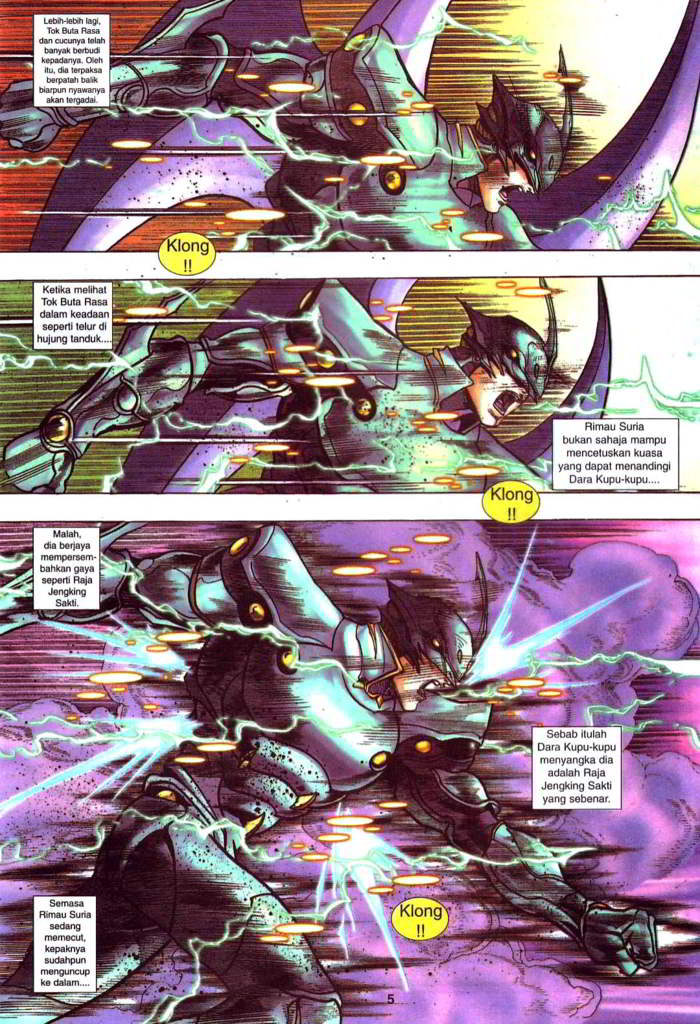 Lebih-lebih lagi,
Tok Buta Rasa
dan cucunya telah
banyak berbudi
kepadanya. Oleh
itu, dia terpaksa
berpatah balik
biarpun nyawanya
akan tergadai.
Klong
!!
Ketika melihat
Tok Buta Rasa
dalam keadaan
seperti telur di
hujung tanduk....
Rimau Suria
bukan sahaja mampu
mencetuskan kuasa
yang dapat menandingi
Dara Kupu-kupu....
Klong
!!
Malah,
dia berjaya
mempersem-
bahkan gaya
seperti Raja
Jengking
Sakti.
Sebab itulah
Dara Kupu-kupu
menyangka dia
adalah Raja
Jengking Sakti
yang sebenar.
Semasa
Rimau Suria
sedang
memecut,
kepaknya
sudahpun
menguncup
ke dalam....
Klong
!!
5